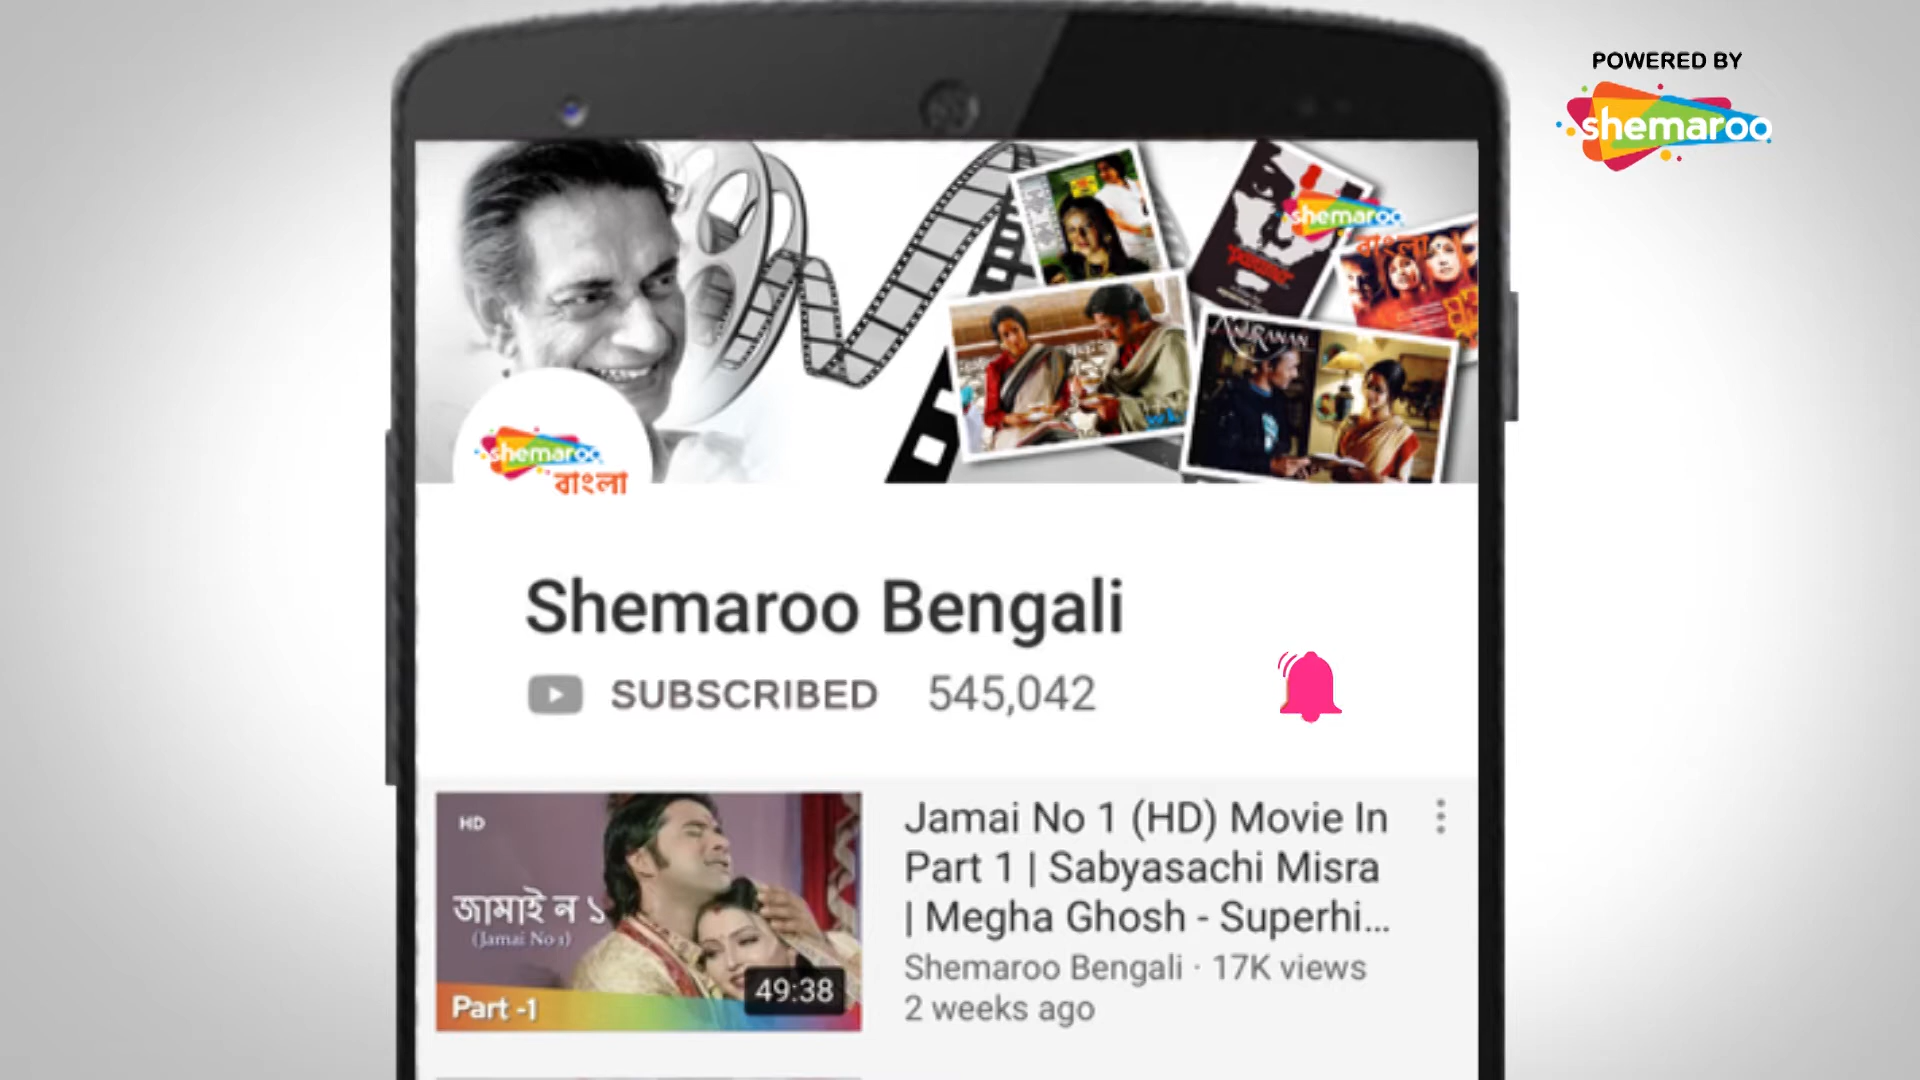 POWERED BY
shemaroo
shemaroo
বাংলা
ANURANAN
shemaroo
বাংলা
Shemaroo Bengali
SUBSCRIBED 545,042
HD
জামাই ন ১
(Jamai No 1)
Part -1
49:38
Jamai No 1 (HD) Movie In
Part 1 | Sabyasachi Misra
| Megha Ghosh - Superhi...
Shemaroo Bengali · 17K views
2 weeks ago